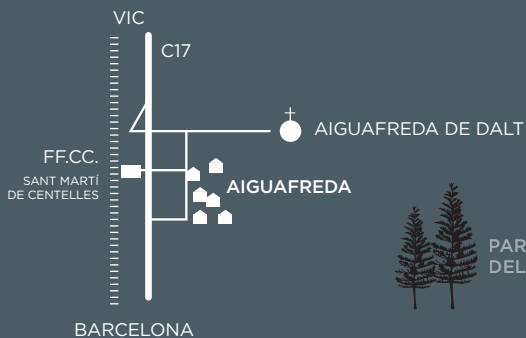 VIC
C17
AIGUAFREDA DE DALT
FF.CC.
SANT MARTÍ
DE CENTELLES
AIGUAFREDA
BARCELONA